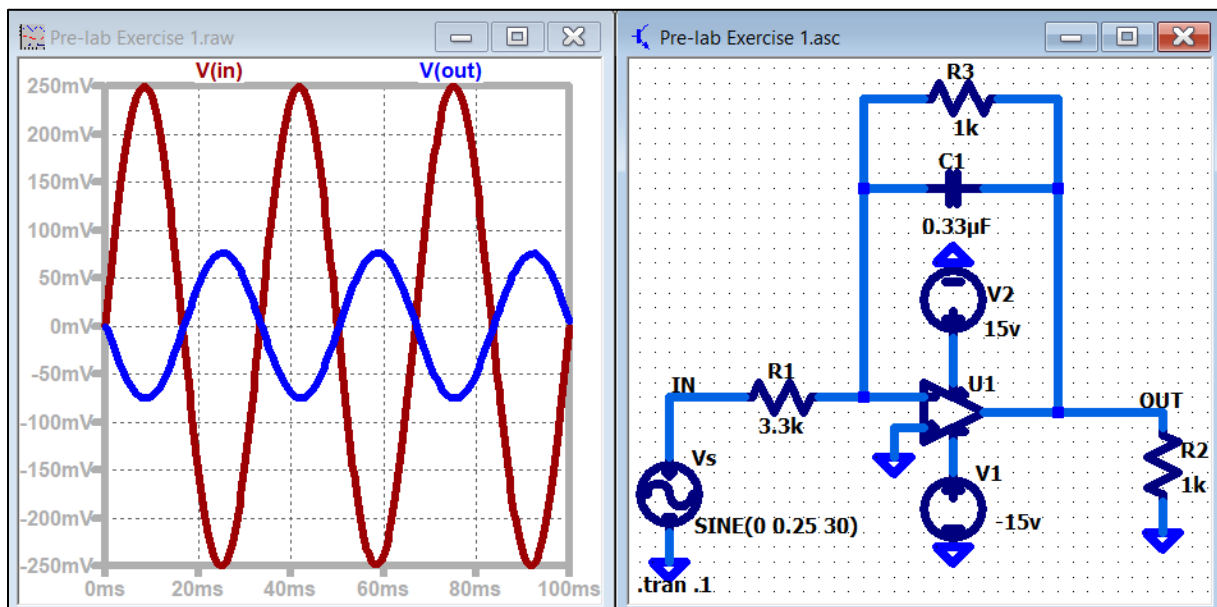 Pre-lab Exercise 1.raw
V(in) V(out)
250mV
200mV
150mV
100mV
50mV
0mV
-50mV
-100mV
-150mV
-200mV
-250mV
0ms 20ms 40ms 60ms 80ms 100ms
Pre-lab Exercise 1.asc
R3
1k
C1
0.33µF
V2
15v
IN
R1
3.3k
U1
OUT
R2
1k
Vs
SINE(0 0.25 30)
V1
-15v
.tran .1